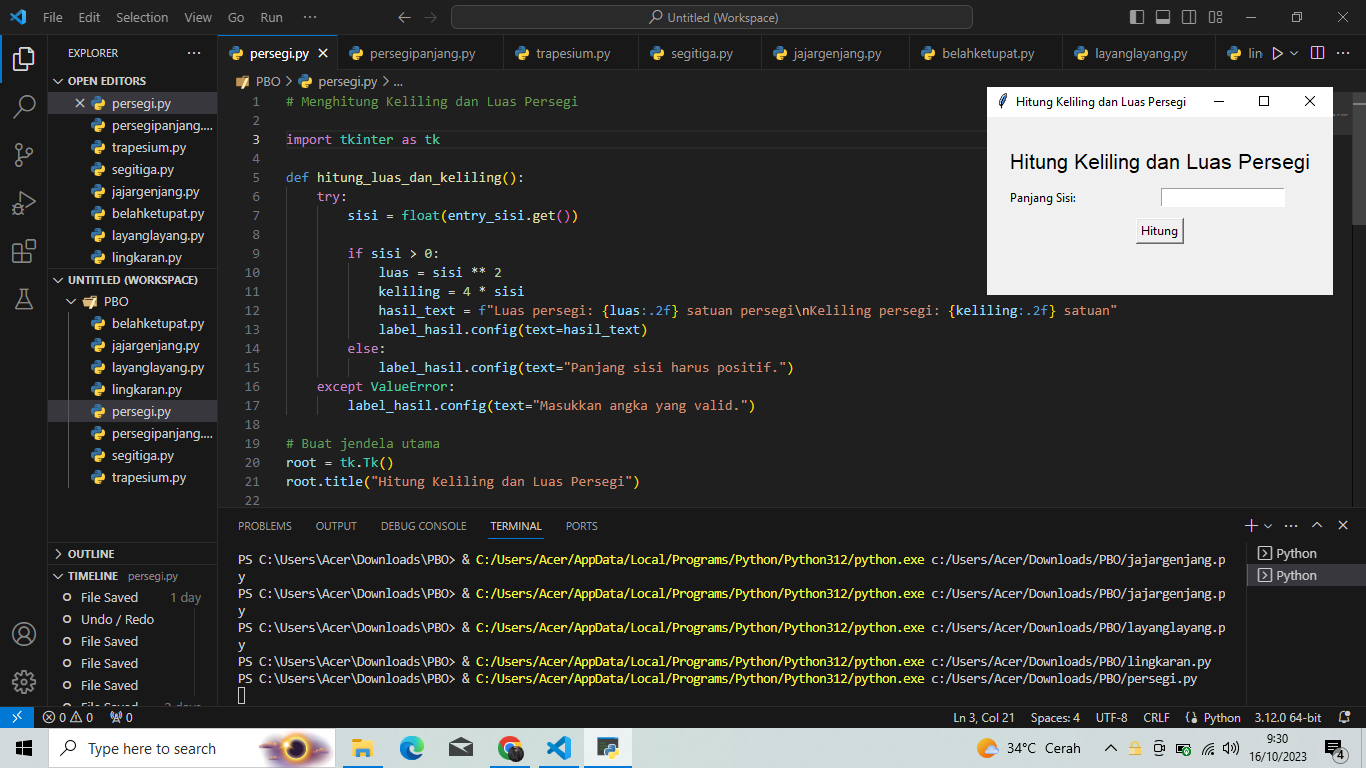 File Edit Selection View Go Run ··· Untitled (Workspace)
EXPLORER ···
OPEN EDITORS
persegi.py
persegipanjang....
trapesium.py
segitiga.py
jajargenjang.py
belahketupat.py
layanglayang.py
lingkaran.py
UNTITLED (WORKSPACE)
PBO
belahketupat.py
jajargenjang.py
layanglayang.py
lingkaran.py
persegi.py
persegipanjang....
segitiga.py
trapesium.py
OUTLINE
TIMELINE persegi.py
File Saved 1 day
Undo / Redo
File Saved
File Saved
File Saved
persegi.py persegipanjang.py trapesium.py segitiga.py jajargenjang.py belahketupat.py layanglayang.py lin
PBO > persegi.py > ...
1 # Menghitung Keliling dan Luas Persegi
2
3 import tkinter as tk
4
5 def hitung_luas_dan_keliling():
6 try:
7 sisi = float(entry_sisi.get())
8
9 if sisi > 0:
10 luas = sisi ** 2
11 keliling = 4 * sisi
12 hasil_text = f"Luas persegi: {luas:.2f} satuan persegi\nKeliling persegi: {keliling:.2f} satuan"
13 label_hasil.config(text=hasil_text)
14 else:
15 label_hasil.config(text="Panjang sisi harus positif.")
16 except ValueError:
17 label_hasil.config(text="Masukkan angka yang valid.")
18
19 # Buat jendela utama
20 root = tk.Tk()
21 root.title("Hitung Keliling dan Luas Persegi")
22
Hitung Keliling dan Luas Persegi
Hitung Keliling dan Luas Persegi
Panjang Sisi:
Hitung
PROBLEMS OUTPUT DEBUG CONSOLE TERMINAL PORTS
PS C:\Users\Acer\Downloads\PBO> & C:/Users/Acer/AppData/Local/Programs/Python/Python312/python.exe c:/Users/Acer/Downloads/PBO/jajargenjang.p
y
PS C:\Users\Acer\Downloads\PBO> & C:/Users/Acer/AppData/Local/Programs/Python/Python312/python.exe c:/Users/Acer/Downloads/PBO/jajargenjang.p
y
PS C:\Users\Acer\Downloads\PBO> & C:/Users/Acer/AppData/Local/Programs/Python/Python312/python.exe c:/Users/Acer/Downloads/PBO/layanglayang.p
y
PS C:\Users\Acer\Downloads\PBO> & C:/Users/Acer/AppData/Local/Programs/Python/Python312/python.exe c:/Users/Acer/Downloads/PBO/lingkaran.py
PS C:\Users\Acer\Downloads\PBO> & C:/Users/Acer/AppData/Local/Programs/Python/Python312/python.exe c:/Users/Acer/Downloads/PBO/persegi.py
Python
Python
0 0 0 Ln 3, Col 21 Spaces: 4 UTF-8 CRLF Python 3.12.0 64-bit
Type here to search 34°C Cerah 9:30
16/10/2023 4